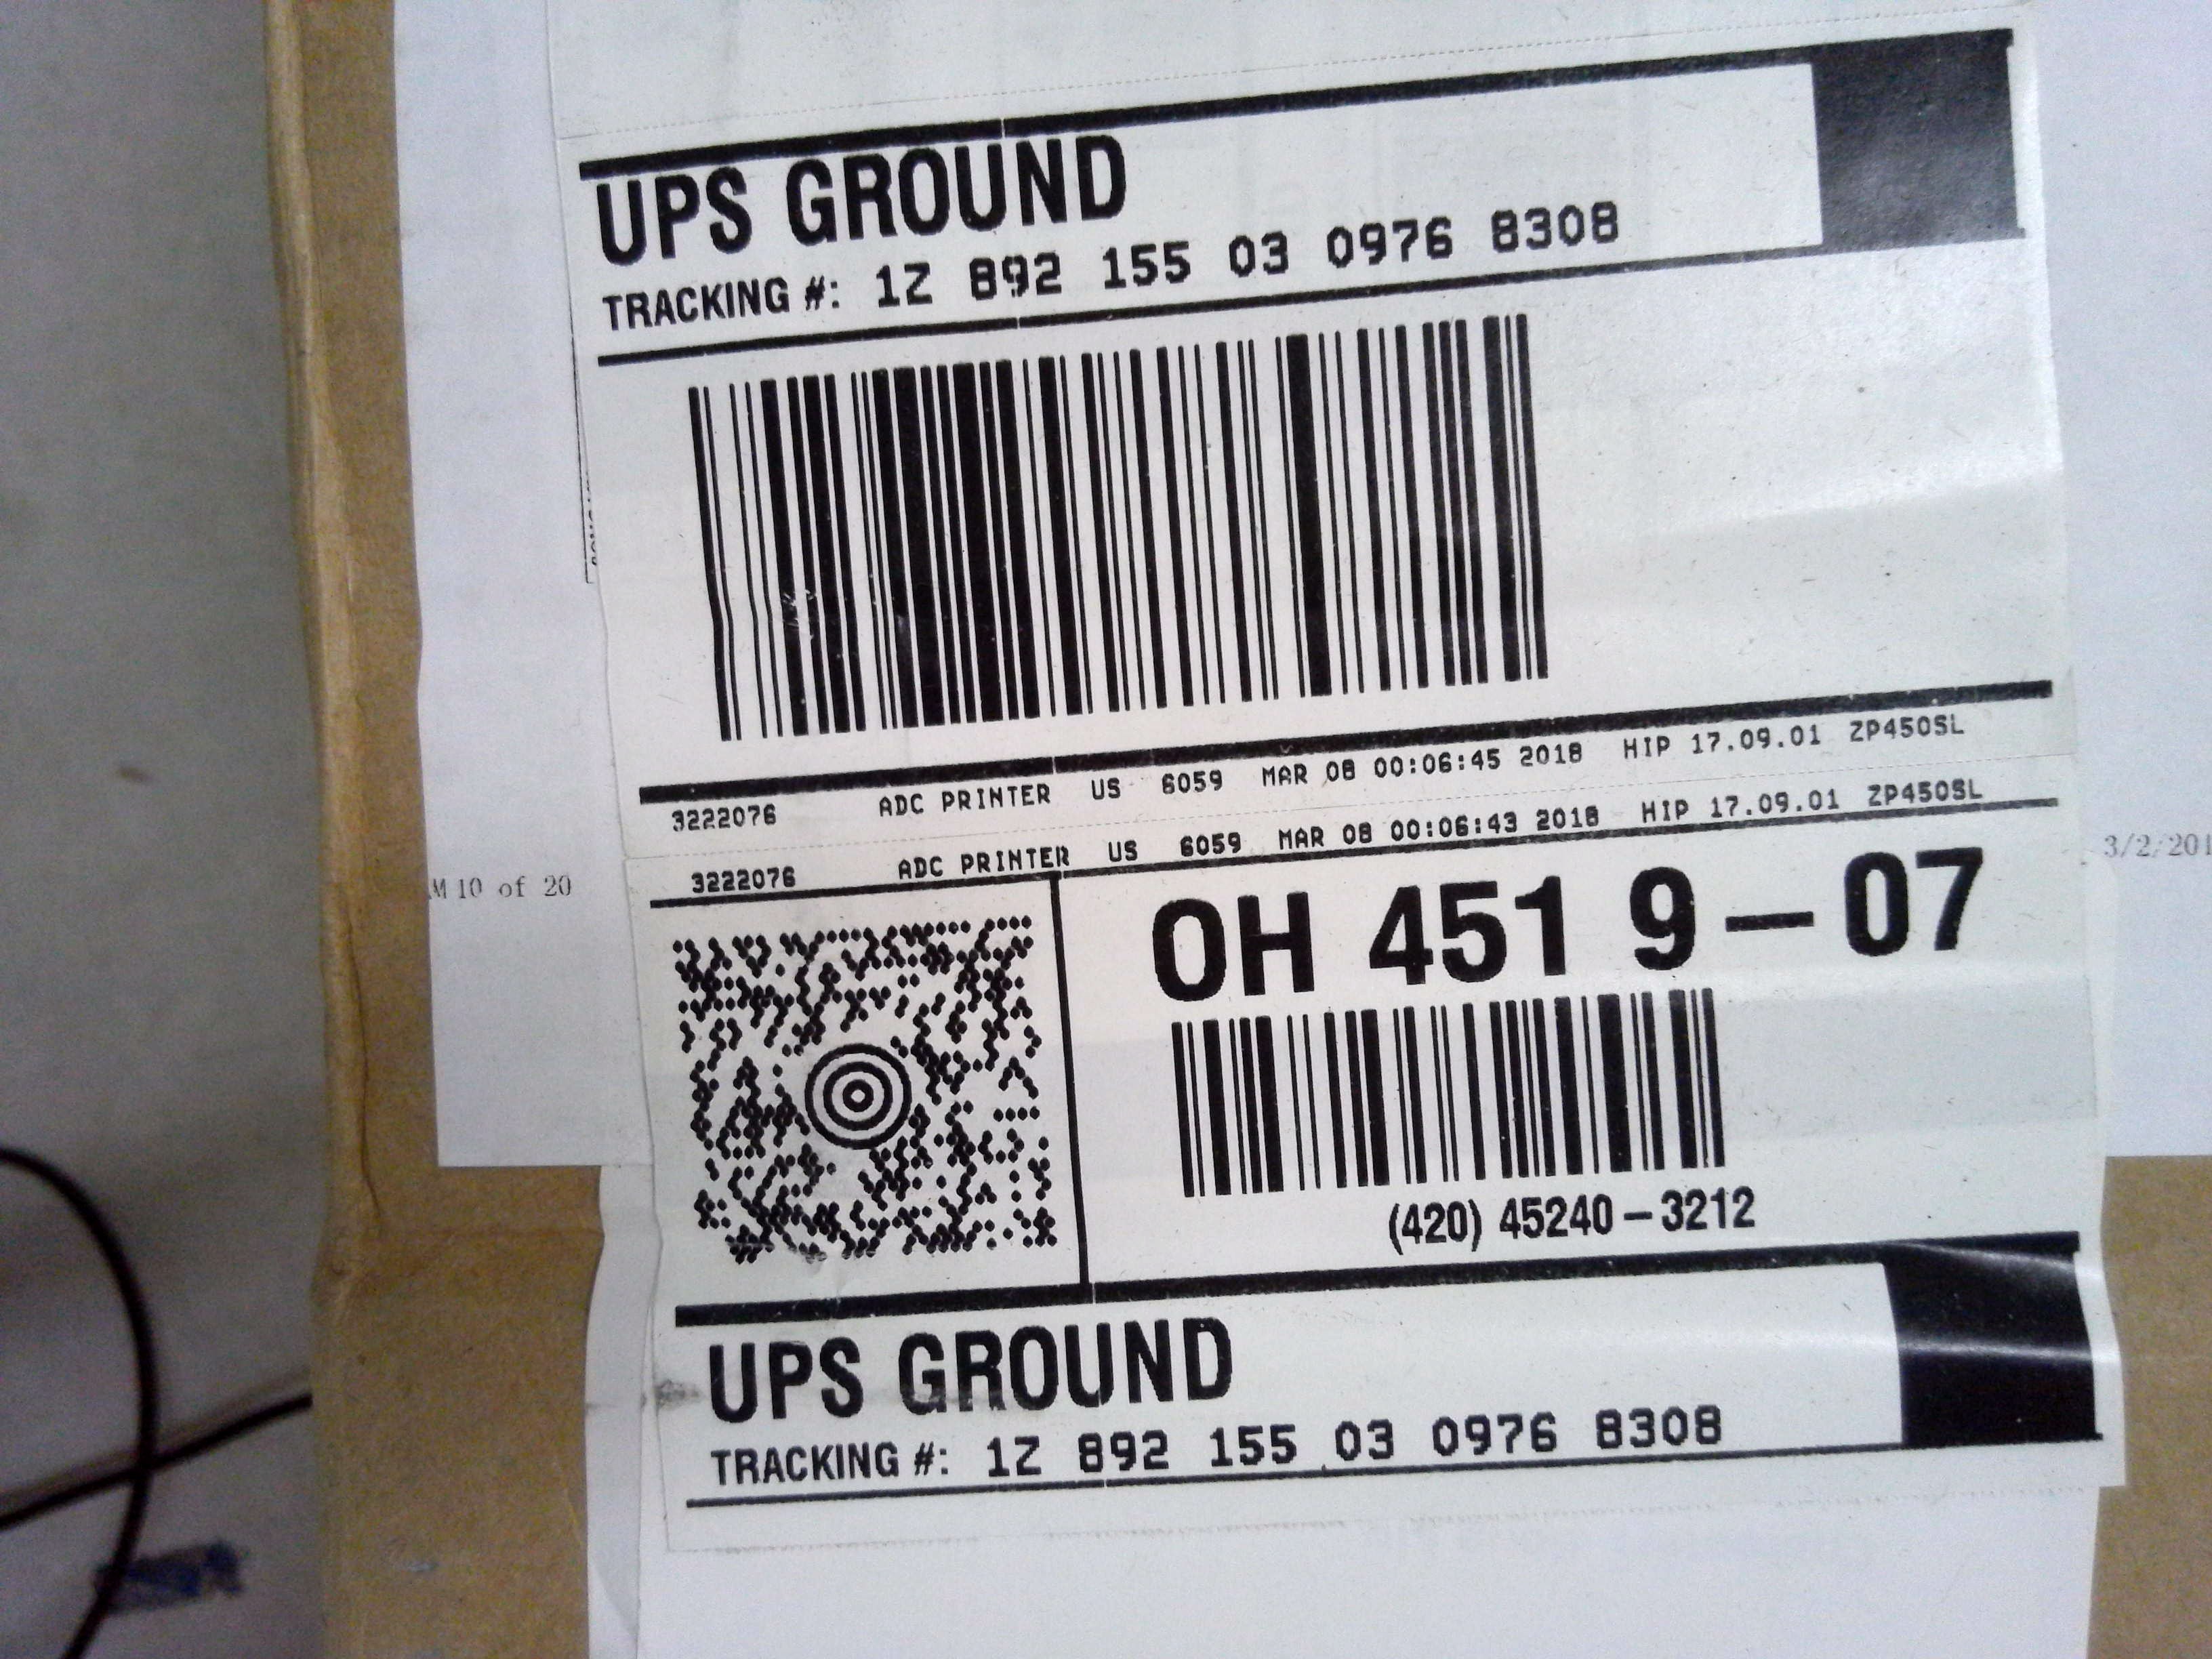 UPS GROUND
TRACKING #: 1Z 892 155 03 0976 8308
3222076 ADC PRINTER US 6059 MAR 08 00:06:45 2018 HIP 17.09.01 ZP450SL
3222076 ADC PRINTER US 6059 MAR 08 00:06:43 2018 HIP 17.09.01 ZP450SL
M 10 of 20
3/2/201
OH 451 9-07
(420) 45240-3212
UPS GROUND
TRACKING #: 1Z 892 155 03 0976 8308